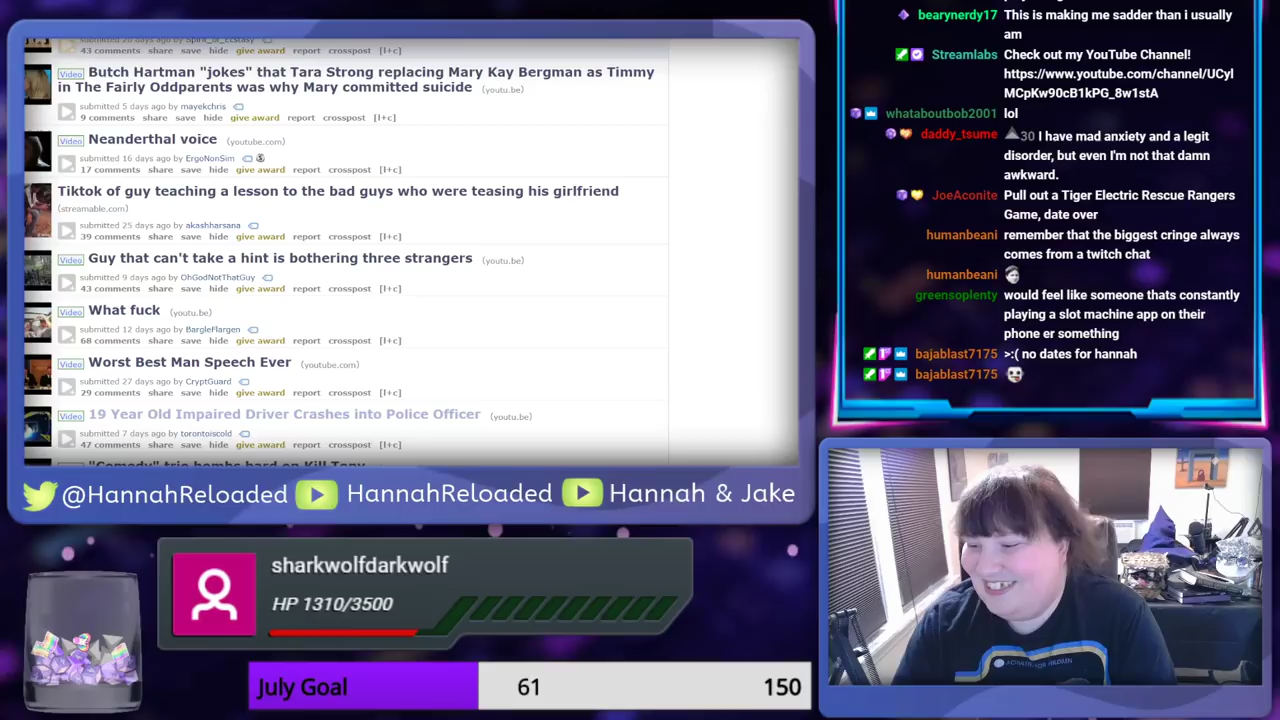 43 comments share save hide give award report crosspost [l+c]
Video Butch Hartman "jokes" that Tara Strong replacing Mary Kay Bergman as Timmy
in The Fairly Oddparents was why Mary committed suicide (youtu.be)
submitted 5 days ago by mayekchris
9 comments share save hide give award report crosspost [l+c]
Video Neanderthal voice (youtube.com)
submitted 16 days ago by ErgoNonSim
17 comments share save hide give award report crosspost [l+c]
Tiktok of guy teaching a lesson to the bad guys who were teasing his girlfriend
(streamable.com)
submitted 25 days ago by akashharsana
39 comments share save hide give award report crosspost [l+c]
Video Guy that can't take a hint is bothering three strangers (youtu.be)
submitted 9 days ago by OhGodNotThatGuy
43 comments share save hide give award report crosspost [l+c]
Video What fuck (youtu.be)
submitted 12 days ago by BargleFlargen
68 comments share save hide give award report crosspost [l+c]
Video Worst Best Man Speech Ever (youtube.com)
submitted 27 days ago by CryptGuard
29 comments share save hide give award report crosspost [l+c]
Video 19 Year Old Impaired Driver Crashes into Police Officer (youtu.be)
submitted 7 days ago by torontoiscold
47 comments share save hide give award report crosspost [l+c]
"Comedy" trio bombs hard on Kill Tony
@HannahReloaded HannahReloaded Hannah & Jake
bearynerdy17 This is making me sadder than i usually
am
Streamlabs Check out my YouTube Channel!
https://www.youtube.com/channel/UCyl
MCpKw90cB1kPG_8w1stA
whataboutbob2001 lol
daddy_tsume 30 I have mad anxiety and a legit
disorder, but even I'm not that damn
awkward.
JoeAconite Pull out a Tiger Electric Rescue Rangers
Game, date over
humanbeani remember that the biggest cringe always
comes from a twitch chat
humanbeani
greensoplenty would feel like someone thats constantly
playing a slot machine app on their
phone er something
bajablast7175 >:( no dates for hannah
bajablast7175
sharkwolfdarkwolf
HP 1310/3500
July Goal 61 150